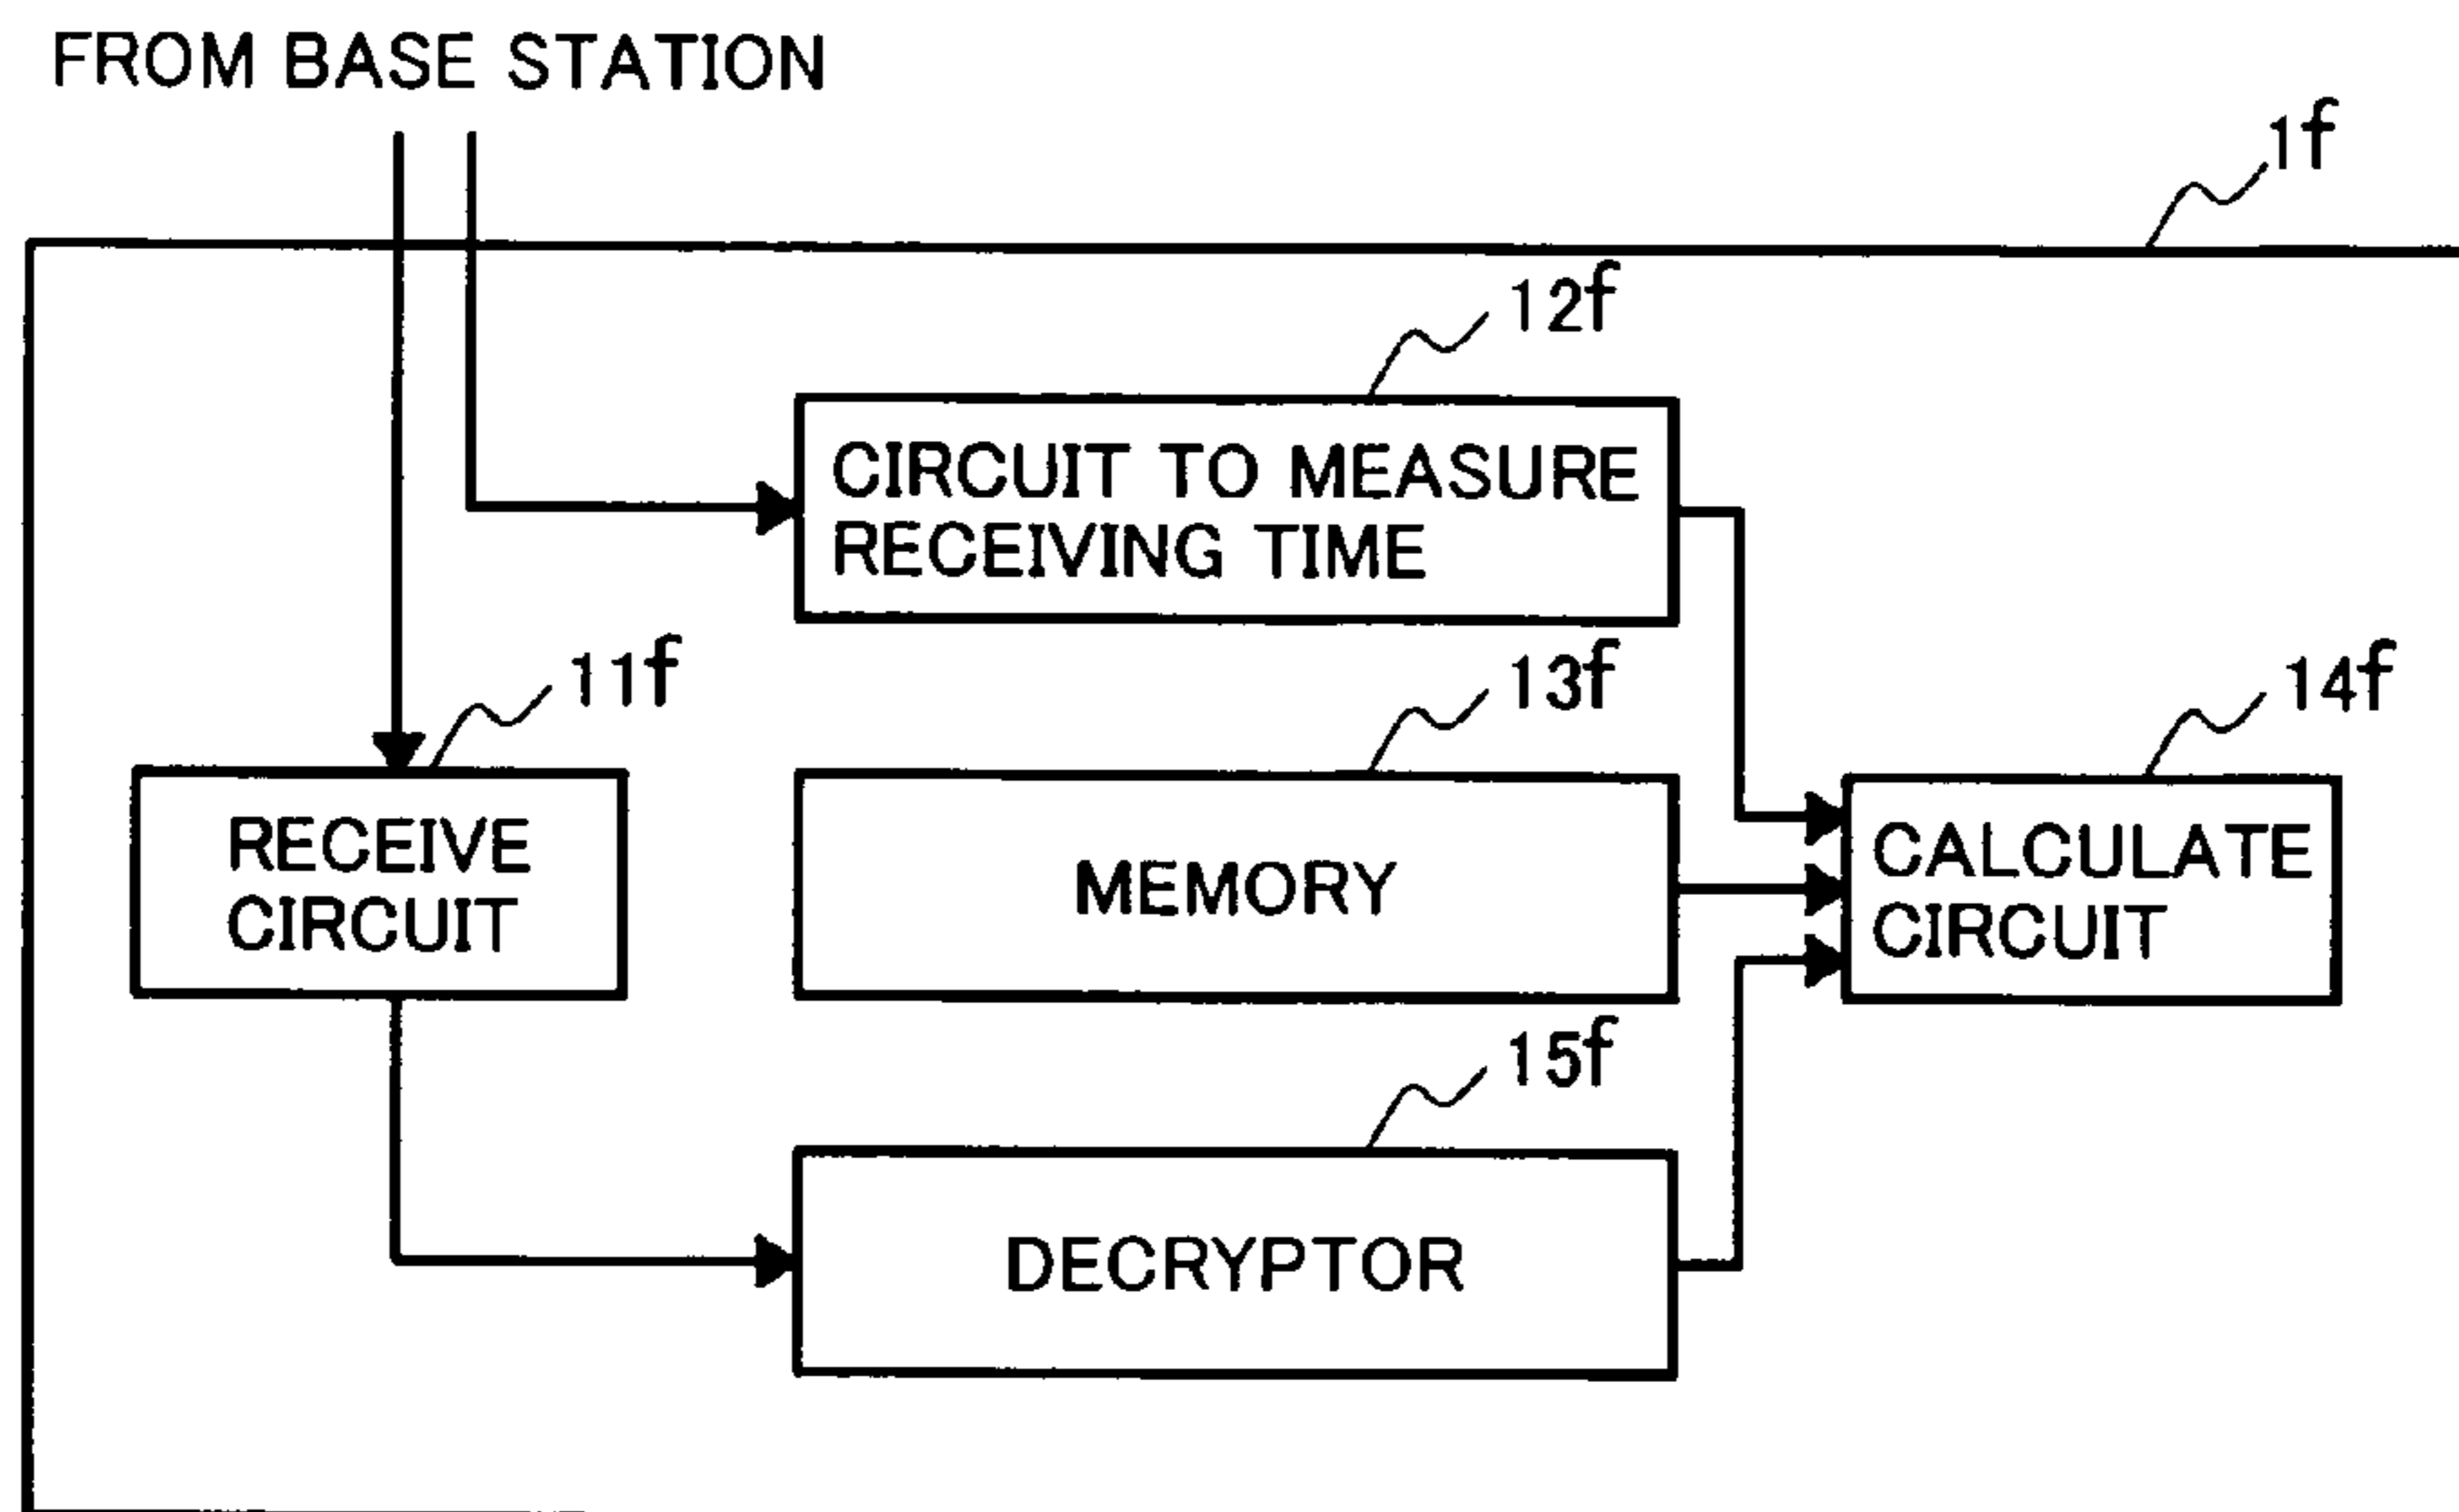 FROM BASE STATION
1f
12f
CIRCUIT TO MEASURE
RECEIVING TIME
11f
13f
14f
RECEIVE
CIRCUIT
MEMORY
CALCULATE
CIRCUIT
15f
DECRYPTOR